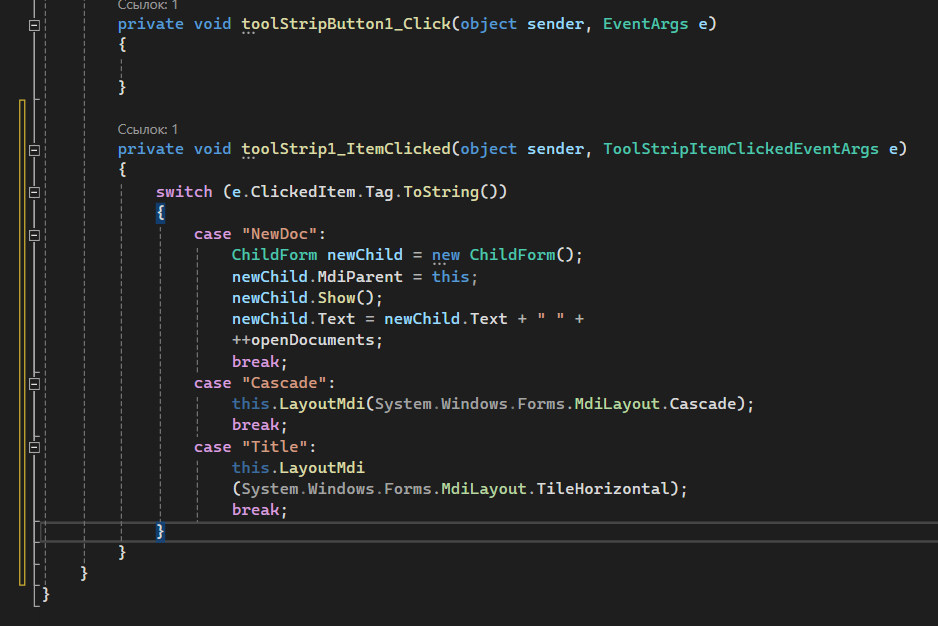 Ссылок: 1
private void toolStripButton1_Click(object sender, EventArgs e)
{
}
Ссылок: 1
private void toolStrip1_ItemClicked(object sender, ToolStripItemClickedEventArgs e)
{
switch (e.ClickedItem.Tag.ToString())
{
case "NewDoc":
ChildForm newChild = new ChildForm();
newChild.MdiParent = this;
newChild.Show();
newChild.Text = newChild.Text + " " +
++openDocuments;
break;
case "Cascade":
this.LayoutMdi(System.Windows.Forms.MdiLayout.Cascade);
break;
case "Title":
this.LayoutMdi
(System.Windows.Forms.MdiLayout.TileHorizontal);
break;
}
}
}
}